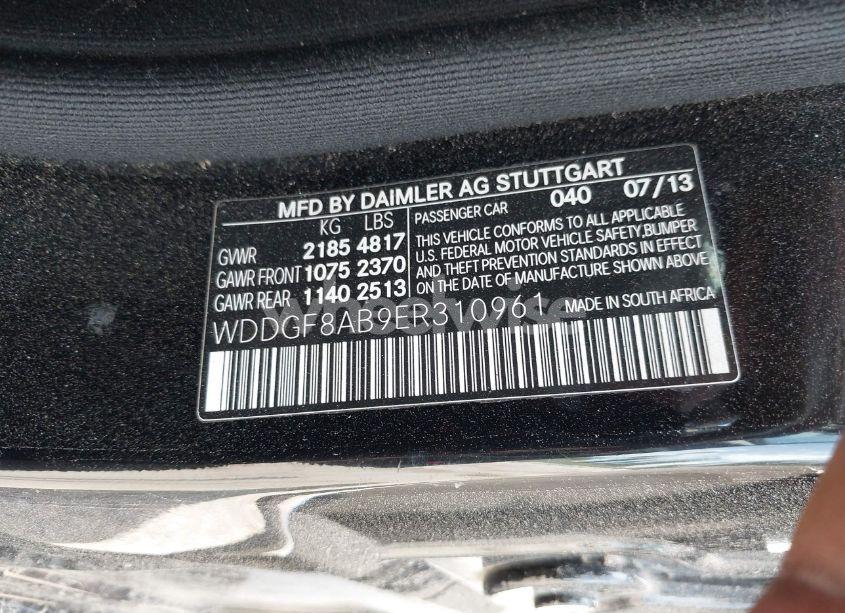 MFD BY DAIMLER AG STUTTGART
KG LBS
GVWR 2185 4817
GAWR FRONT 1075 2370
GAWR REAR 1140 2513
PASSENGER CAR 040 07/13
THIS VEHICLE CONFORMS TO ALL APPLICABLE
U.S. FEDERAL MOTOR VEHICLE SAFETY, BUMPER
AND THEFT PREVENTION STANDARDS IN EFFECT
ON THE DATE OF MANUFACTURE SHOWN ABOVE
WDDGF8AB9ER310961 MADE IN SOUTH AFRICA